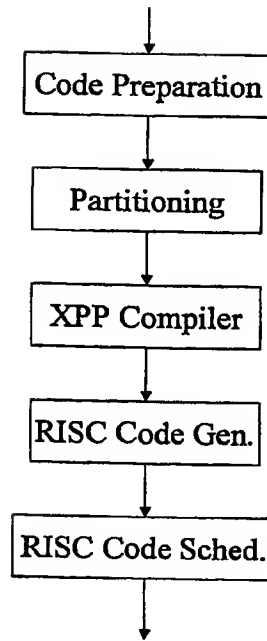 Code Preparation
Partitioning
XPP Compiler
RISC Code Gen.
RISC Code Sched.